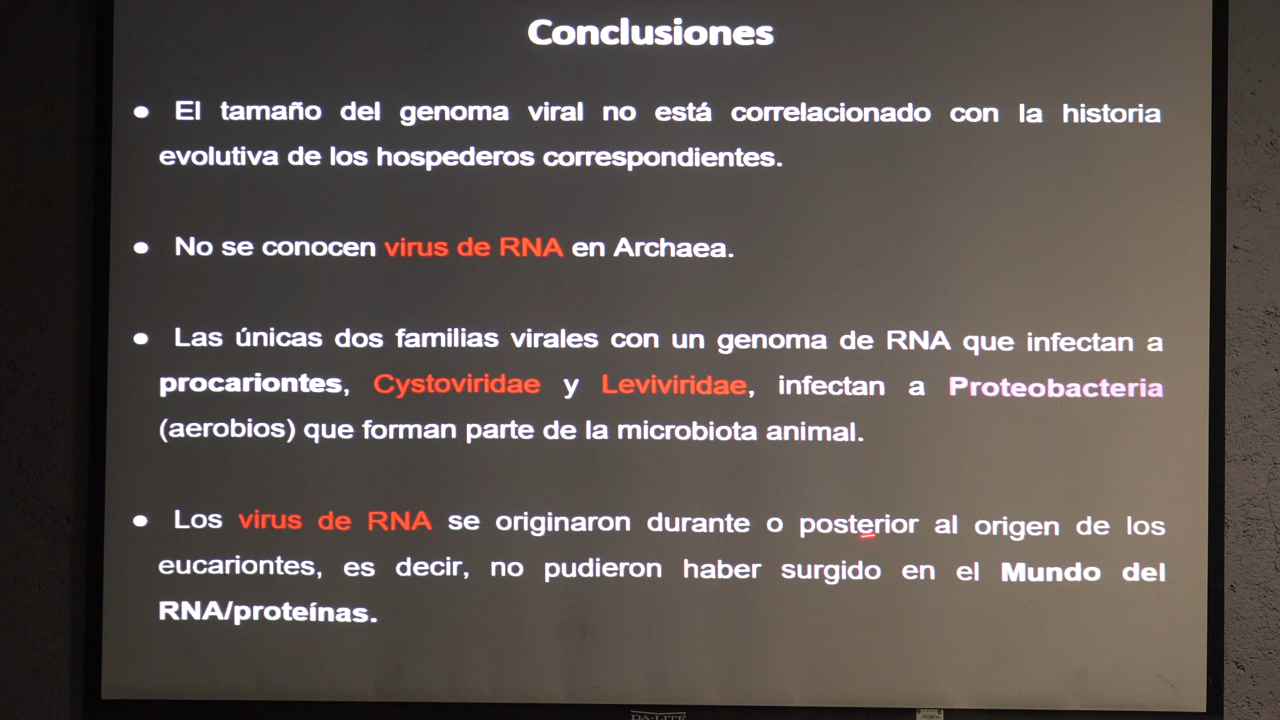 Conclusiones
● El tamaño del genoma viral no está correlacionado con la historia
evolutiva de los hospederos correspondientes.
● No se conocen virus de RNA en Archaea.
● Las únicas dos familias virales con un genoma de RNA que infectan a
procariontes, Cystoviridae y Leviviridae, infectan a Proteobacteria
(aerobios) que forman parte de la microbiota animal.
● Los virus de RNA se originaron durante o posterior al origen de los
eucariontes, es decir, no pudieron haber surgido en el Mundo del
RNA/proteínas.
DA-LITE